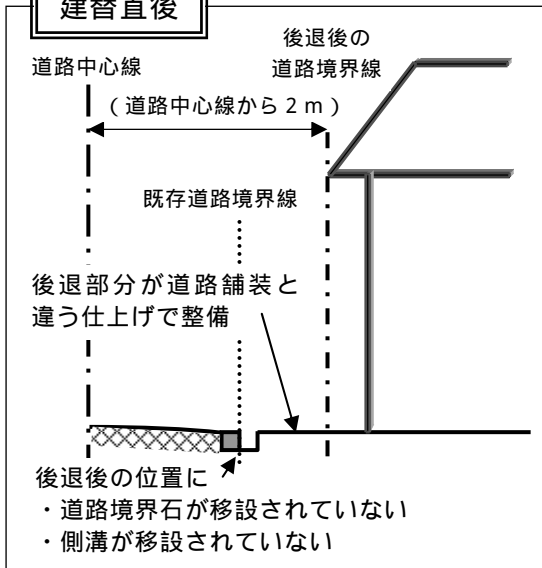 建替直後
後退後の
道路境界線
道路中心線
（道路中心線から２ｍ）
既存道路境界線
後退部分が道路舗装と
違う仕上げで整備
後退後の位置に
・道路境界石が移設されていない
・側溝が移設されていない